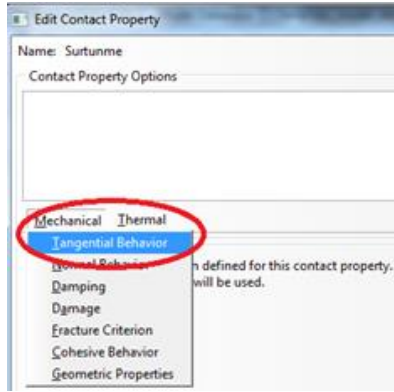 Edit Contact Property
Name: Surtunme
Contact Property Options
Mechanical Thermal
Tangential Behavior
Normal Behavior
n defined for this contact property.
Damping
will be used.
Damage
Fracture Criterion
Cohesive Behavior
Geometric Properties